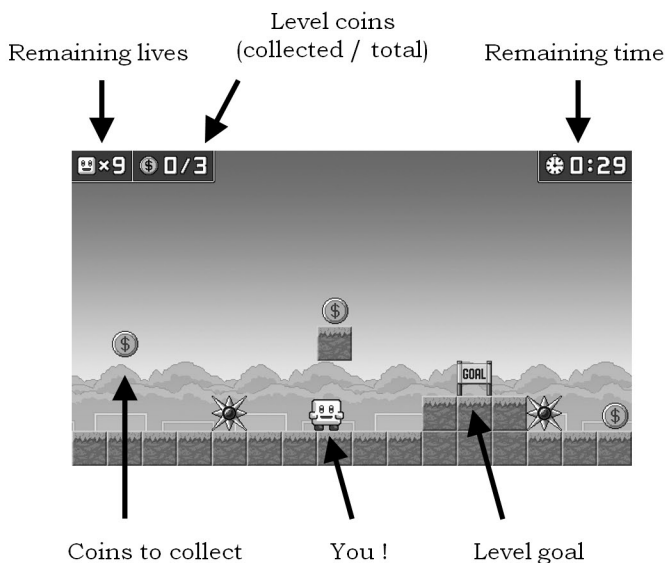 Level coins
Remaining lives
(collected / total)
Remaining time
×9
$ 0/3
0:29
$
$
GOAL
$
Coins to collect
You !
Level goal